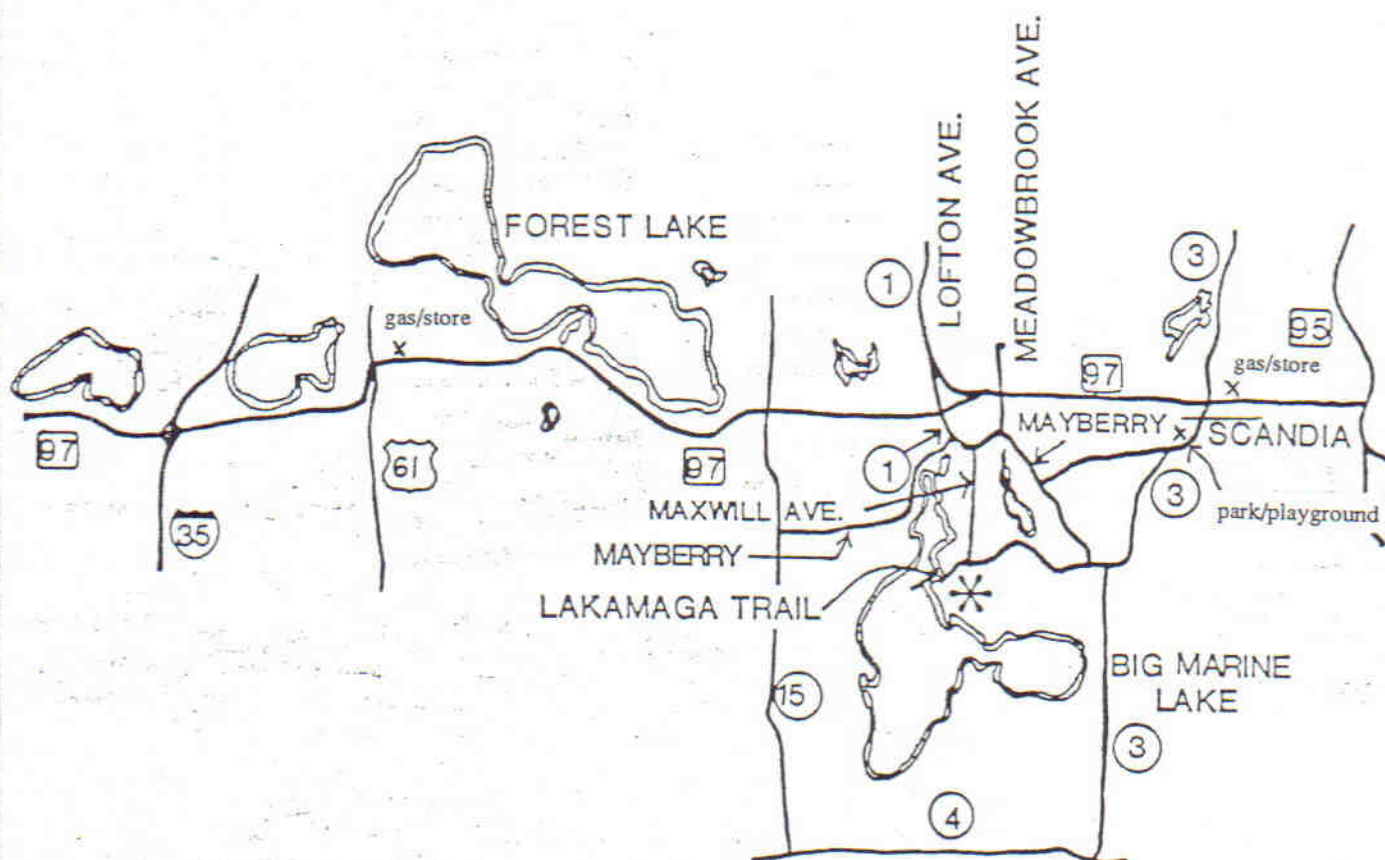 LOFTON AVE.
MEADOWBROOK AVE.
FOREST LAKE
1
3
95
gas/store
gas/store
97
MAYBERRY
SCANDIA
97
61
97
1
3
park/playground
MAXWILL AVE.
35
MAYBERRY
LAKAMAGA TRAIL
BIG MARINE
LAKE
15
3
4